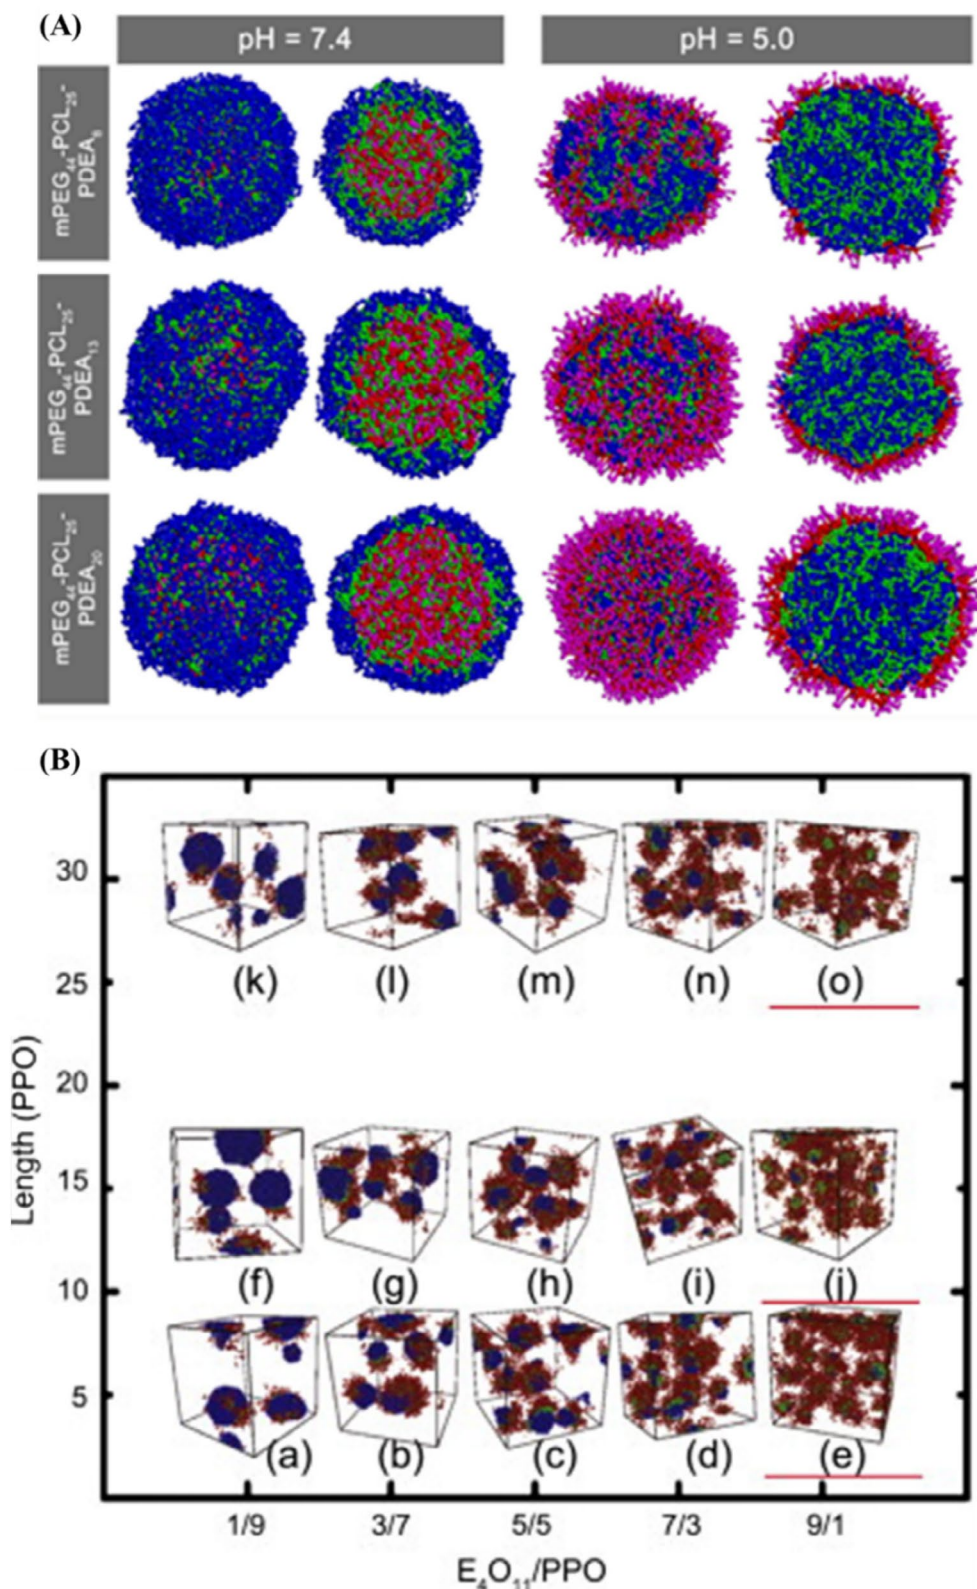 (A)
pH = 7.4
pH = 5.0
mPEG44-PCL25-
PDEA6
mPEG44-PCL25-
PDEA13
mPEG44-PCL25-
PDEA20
(B)
Length (PPO)
30
25
20
15
10
5
(k)
(l)
(m)
(n)
(o)
(f)
(g)
(h)
(i)
(j)
(a)
(b)
(c)
(d)
(e)
1/9
3/7
5/5
7/3
9/1
E4O11/PPO